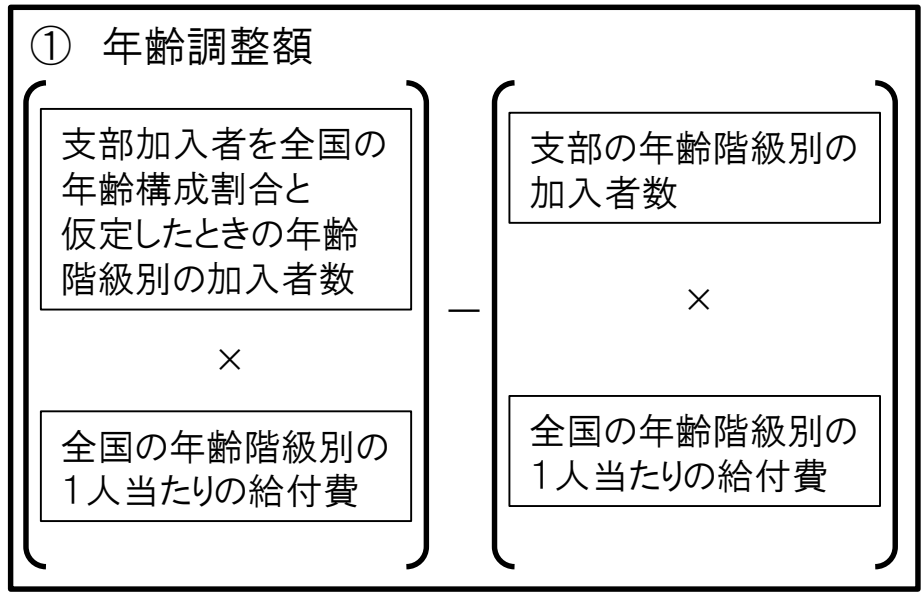 ① 年齢調整額
支部加入者を全国の
年齢構成割合と
仮定したときの年齢
階級別の加入者数
×
全国の年齢階級別の
１人当たりの給付費
－
支部の年齢階級別の
加入者数
×
全国の年齢階級別の
１人当たりの給付費